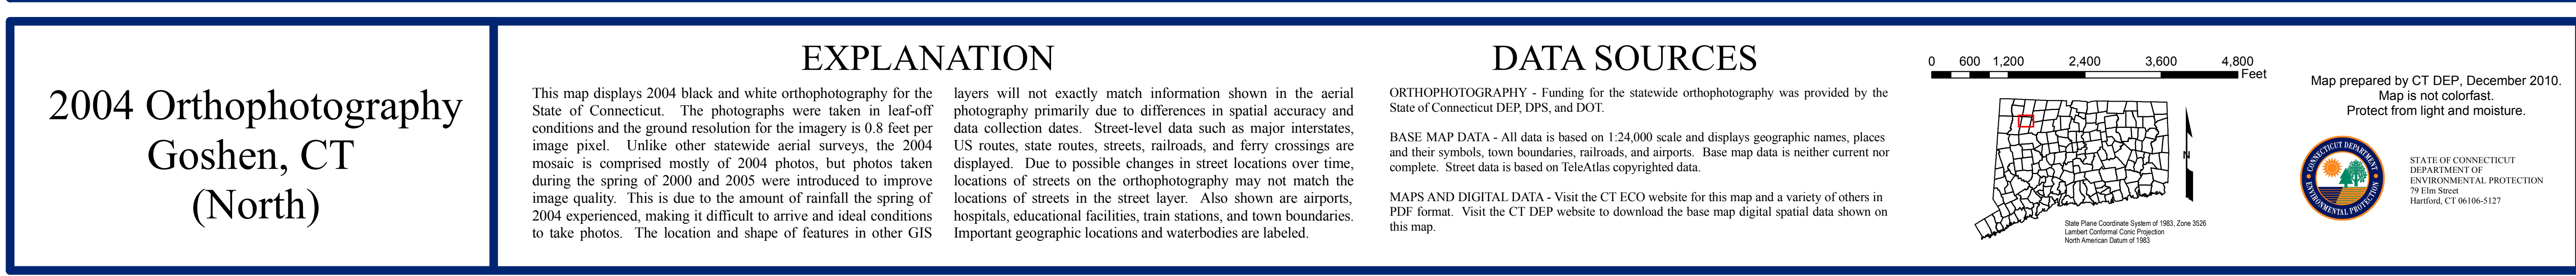 2004 Orthophotography
Goshen, CT
(North)
EXPLANATION
This map displays 2004 black and white orthophotography for the
State of Connecticut. The photographs were taken in leaf-off
conditions and the ground resolution for the imagery is 0.8 feet per
image pixel. Unlike other statewide aerial surveys, the 2004
mosaic is comprised mostly of 2004 photos, but photos taken
during the spring of 2000 and 2005 were introduced to improve
image quality. This is due to the amount of rainfall the spring of
2004 experienced, making it difficult to arrive and ideal conditions
to take photos. The location and shape of features in other GIS
layers will not exactly match information shown in the aerial
photography primarily due to differences in spatial accuracy and
data collection dates. Street-level data such as major interstates,
US routes, state routes, streets, railroads, and ferry crossings are
displayed. Due to possible changes in street locations over time,
locations of streets on the orthophotography may not match the
locations of streets in the street layer. Also shown are airports,
hospitals, educational facilities, train stations, and town boundaries.
Important geographic locations and waterbodies are labeled.
DATA SOURCES
ORTHOPHOTOGRAPHY - Funding for the statewide orthophotography was provided by the
State of Connecticut DEP, DPS, and DOT.
BASE MAP DATA - All data is based on 1:24,000 scale and displays geographic names, places
and their symbols, town boundaries, railroads, and airports. Base map data is neither current nor
complete. Street data is based on TeleAtlas copyrighted data.
MAPS AND DIGITAL DATA - Visit the CT ECO website for this map and a variety of others in
PDF format. Visit the CT DEP website to download the base map digital spatial data shown on
this map.
0 600 1,200 2,400 3,600 4,800
Feet
N
State Plane Coordinate System of 1983, Zone 3526
Lambert Conformal Conic Projection
North American Datum of 1983
Map prepared by CT DEP, December 2010.
Map is not colorfast.
Protect from light and moisture.
CONNECTICUT DEPARTMENT
ENVIRONMENTAL PROTECTION
STATE OF CONNECTICUT
DEPARTMENT OF
ENVIRONMENTAL PROTECTION
79 Elm Street
Hartford, CT 06106-5127